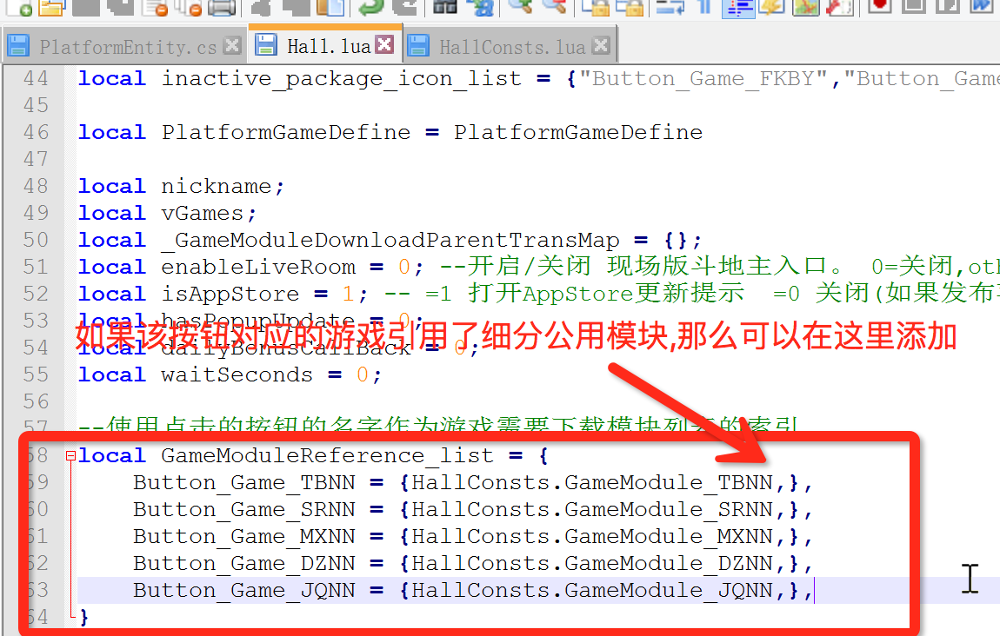 PlatformEntity.cs Hall.lua HallConsts.lua
44 local inactive_package_icon_list = {"Button_Game_FKBY","Button_Game
45
46 local PlatformGameDefine = PlatformGameDefine
47
48 local nickname;
49 local vGames;
50 local _GameModuleDownloadParentTransMap = {};
51 local enableLiveRoom = 0; --开启/关闭 现场版斗地主入口。 0=关闭,oth
52 local isAppStore = 1; -- =1 打开AppStore更新提示 =0 关闭(如果发布
53 local hasPopupUpdate = 0;
如果该按钮对应的游戏引用了细分公用模块,那么可以在这里添加
54 local dailyBonusCallBack = 0;
55 local waitSeconds = 0;
56
57 --使用点击的按钮的名字作为游戏需要下载模块列表的索引
58 local GameModuleReference_list = {
59 Button_Game_TBNN = {HallConsts.GameModule_TBNN,},
60 Button_Game_SRNN = {HallConsts.GameModule_SRNN,},
61 Button_Game_MXNN = {HallConsts.GameModule_MXNN,},
62 Button_Game_DZNN = {HallConsts.GameModule_DZNN,},
63 Button_Game_JQNN = {HallConsts.GameModule_JQNN,},
64 }